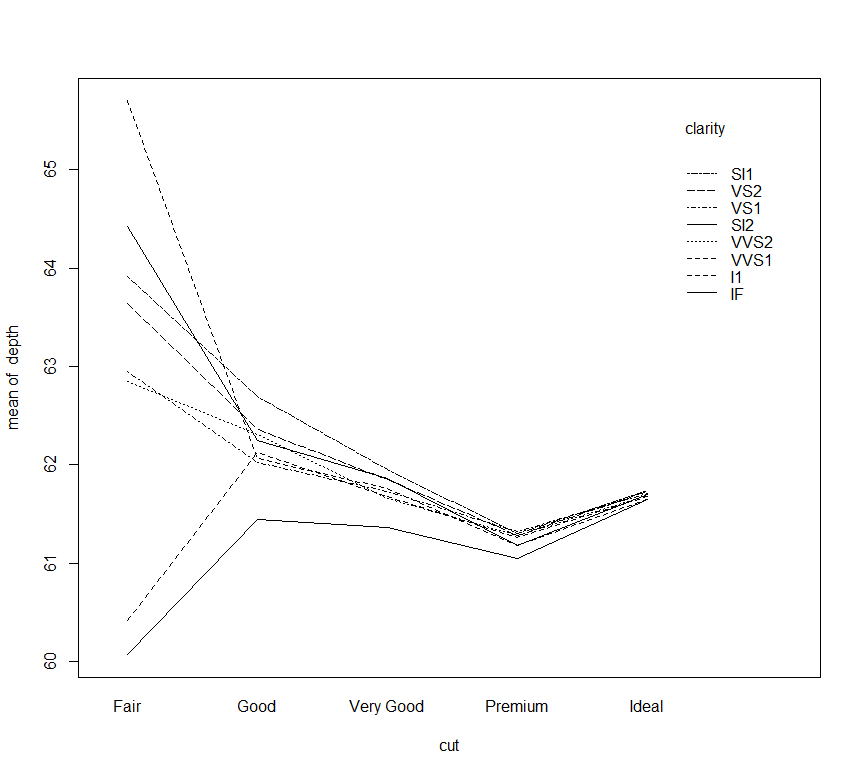 clarity
SI1
VS2
VS1
SI2
VVS2
VVS1
I1
IF
65
64
63
62
61
60
mean of depth
Fair Good Very Good Premium Ideal
cut